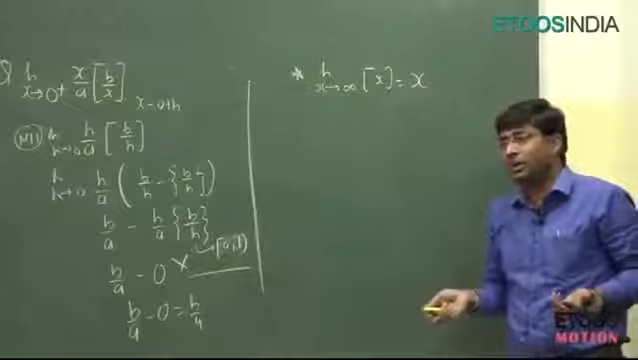 ETOOSINDIA
lim x→0+ x/a [b/x]
x = 0+h
M1
lim h→0 h/a [b/h]
lim h→0 h/a ( b/h - {b/h} )
b/a - h/a {b/h}
[0,1)
b/a - 0 ×
b/a - 0 = b/a
* lim x→∞ [x] = x
MOTION